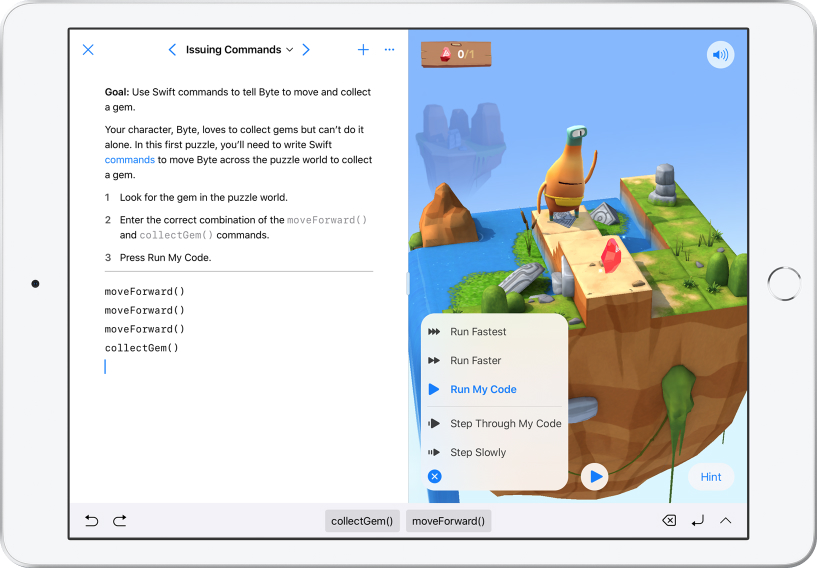 Issuing Commands
0/1
Goal: Use Swift commands to tell Byte to move and collect
a gem.
Your character, Byte, loves to collect gems but can’t do it
alone. In this first puzzle, you’ll need to write Swift
commands to move Byte across the puzzle world to collect
a gem.
1 Look for the gem in the puzzle world.
2 Enter the correct combination of the moveForward()
and collectGem() commands.
3 Press Run My Code.
moveForward()
moveForward()
moveForward()
collectGem()
Run Fastest
Run Faster
Run My Code
Step Through My Code
Step Slowly
Hint
collectGem()
moveForward()